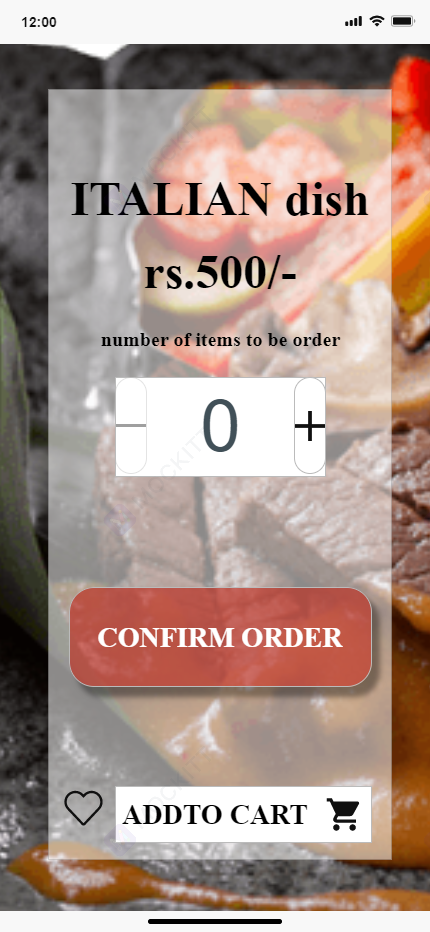 12:00
ITALIAN dish
rs.500/-
number of items to be order
0
CONFIRM ORDER
ADDTO CART